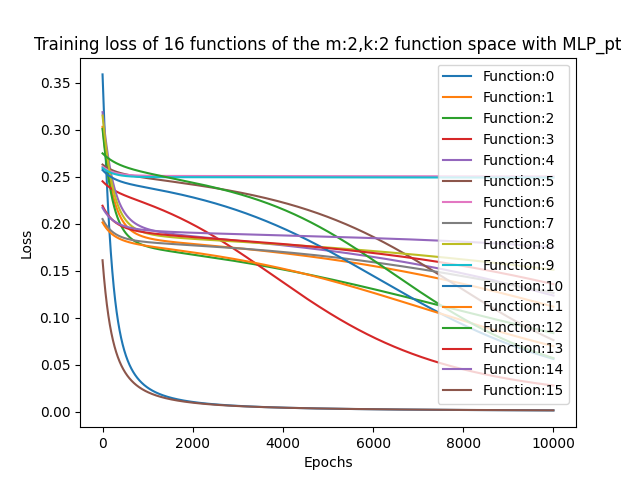 Training loss of 16 functions of the m:2,k:2 function space with MLP_pt
Loss
0.35
0.30
0.25
0.20
0.15
0.10
0.05
0.00
0
2000
4000
6000
8000
10000
Epochs
Function:0
Function:1
Function:2
Function:3
Function:4
Function:5
Function:6
Function:7
Function:8
Function:9
Function:10
Function:11
Function:12
Function:13
Function:14
Function:15